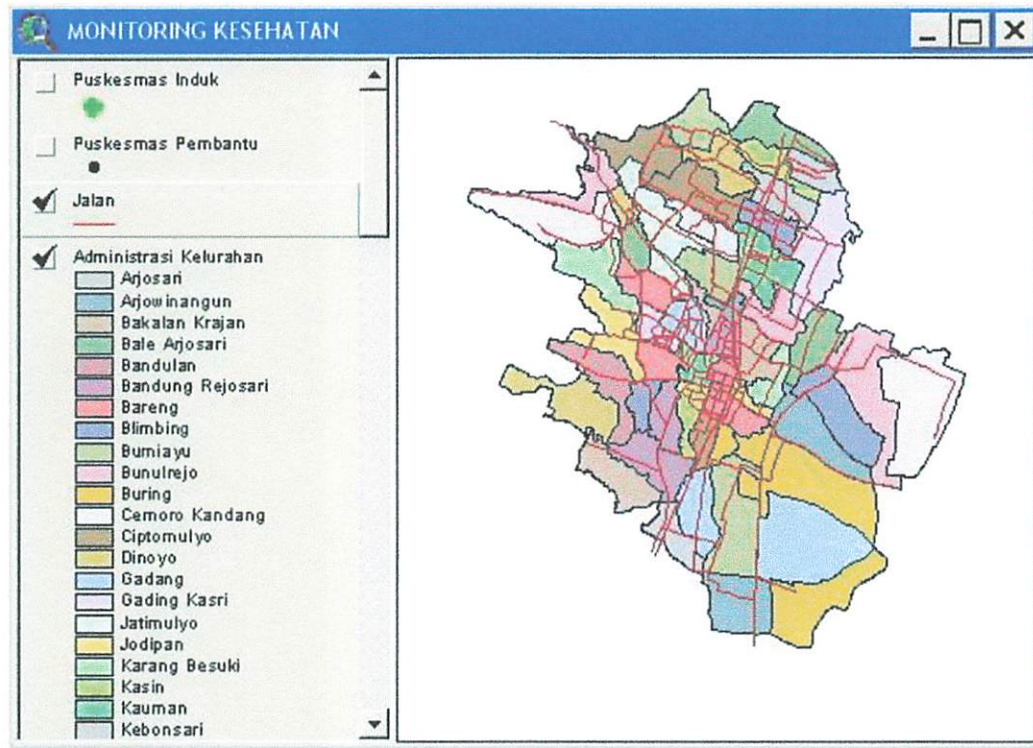 MONITORING KESEHATAN
Puskesmas Induk
Puskesmas Pembantu
Jalan
Administrasi Kelurahan
Arjosari
Arjowinangun
Bakalan Krajan
Bale Arjosari
Bandulan
Bandung Rejosari
Bareng
Blimbing
Bumiayu
Bunulrejo
Buring
Cemoro Kandang
Ciptomulyo
Dinoyo
Gadang
Gading Kasri
Jatimulyo
Jodipan
Karang Besuki
Kasin
Kauman
Kebonsari